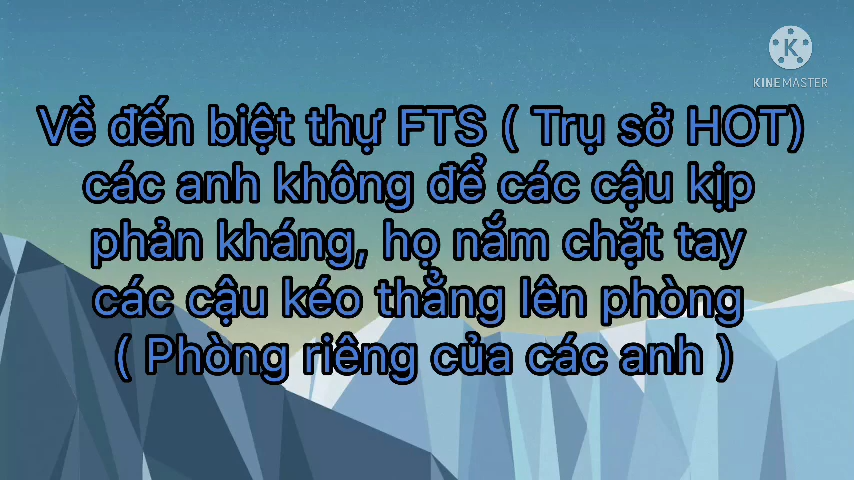 KINEMASTER
Về đến biệt thự FTS ( Trụ sở HOT)
các anh không để các cậu kịp
phản kháng, họ nắm chặt tay
các cậu kéo thẳng lên phòng
( Phòng riêng của các anh )